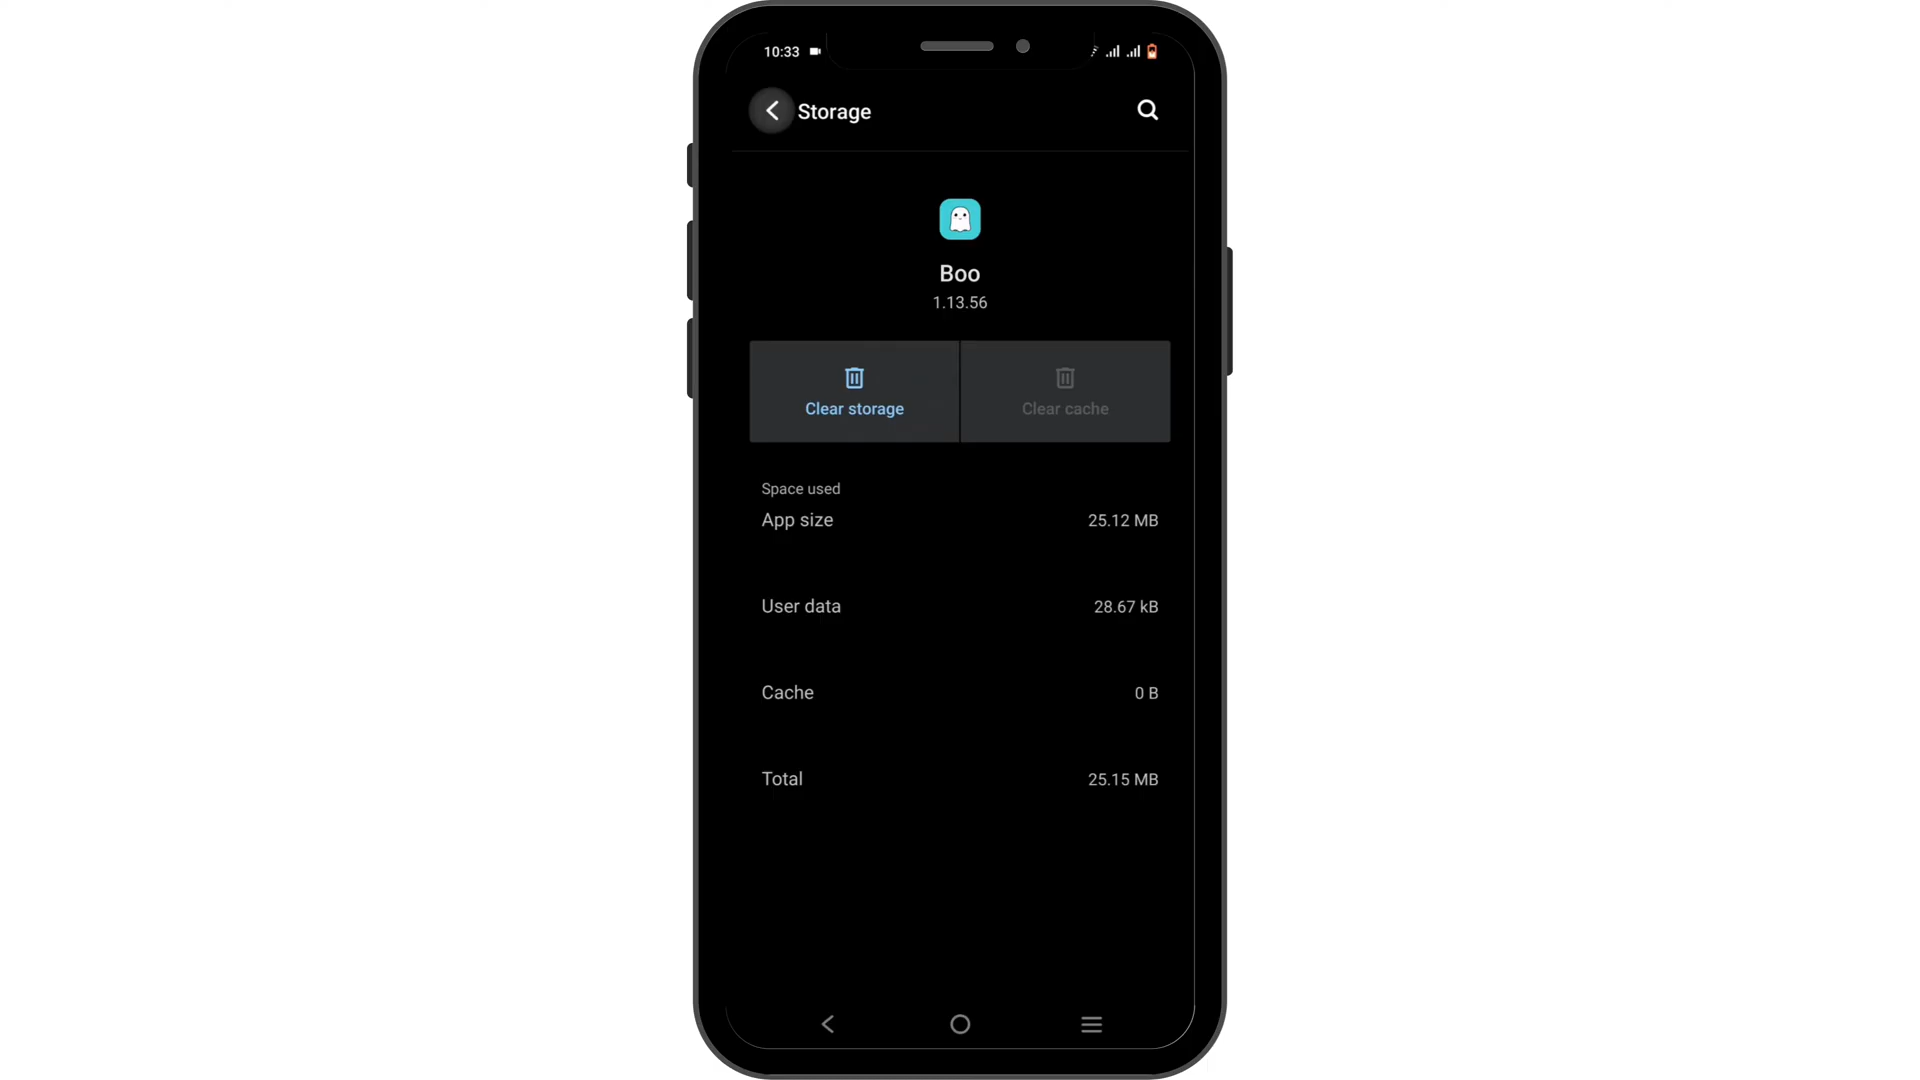 10:33
Storage
Boo
1.13.56
Clear storage
Clear cache
Space used
App size 25.12 MB
User data 28.67 kB
Cache 0 B
Total 25.15 MB